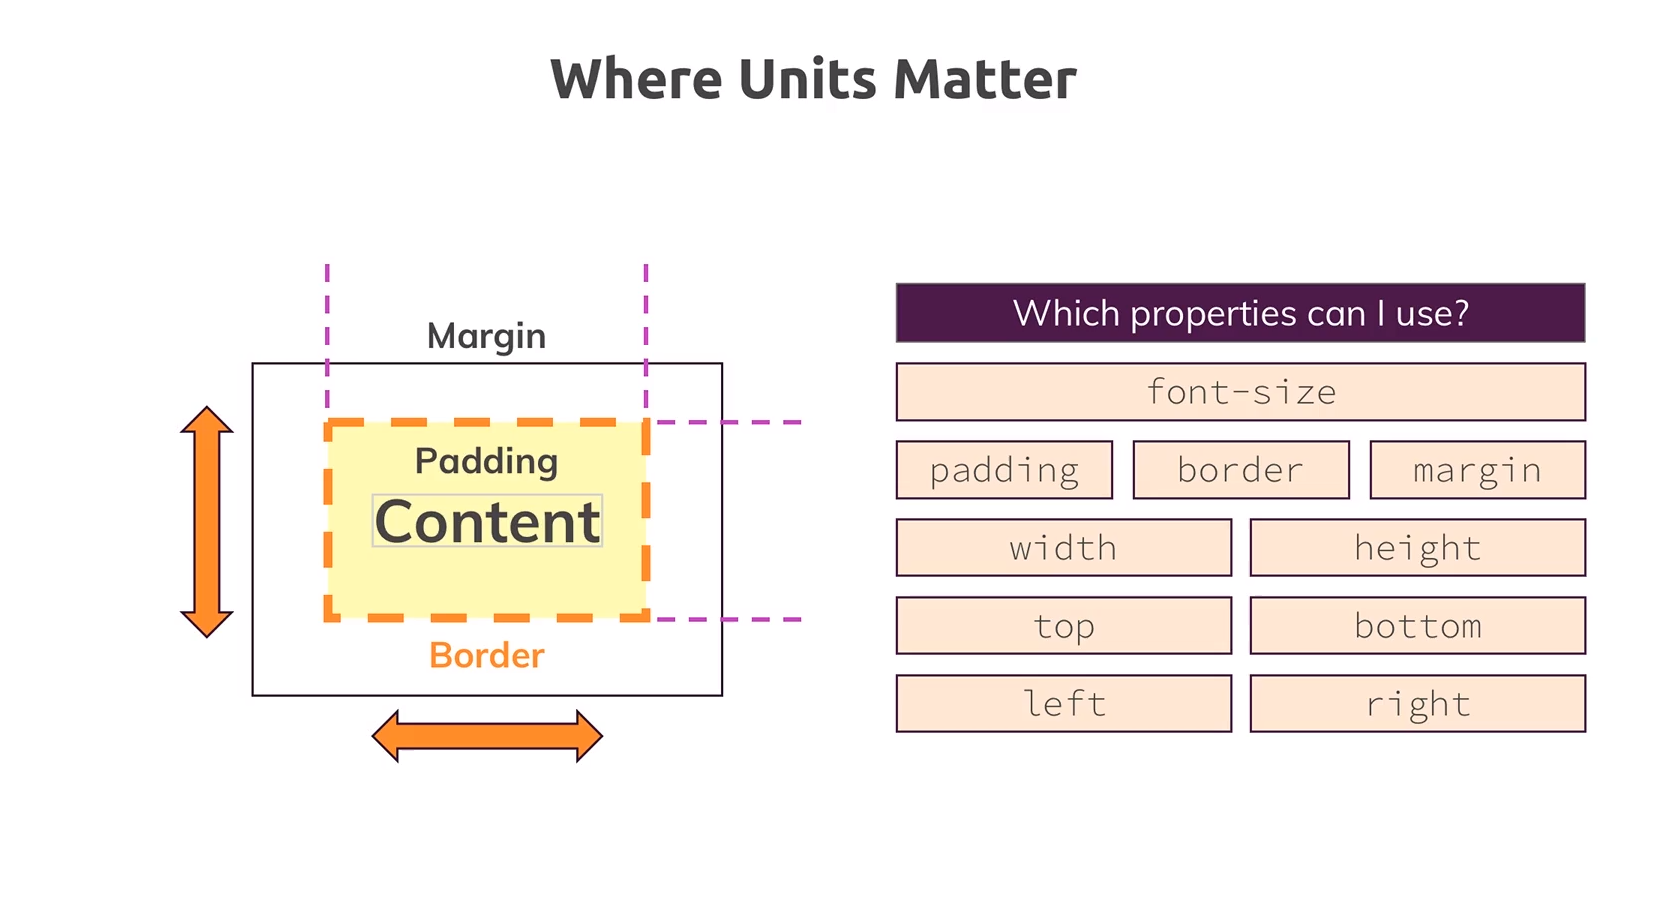 Where Units Matter
Margin
Padding
Content
Border
Which properties can I use?
font-size
padding border margin
width height
top bottom
left right